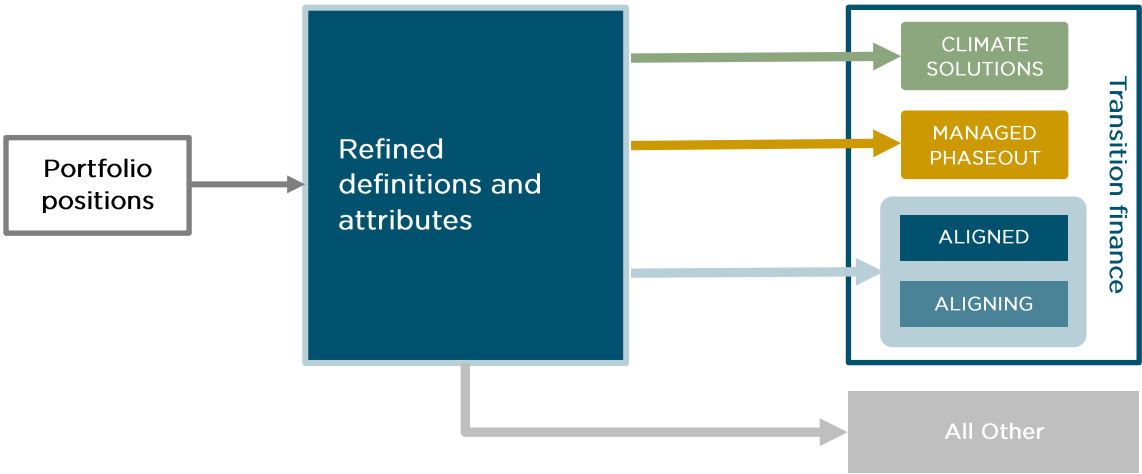 Portfolio
positions
Refined
definitions and
attributes
CLIMATE
SOLUTIONS
MANAGED
PHASEOUT
ALIGNED
ALIGNING
Transition finance
All Other